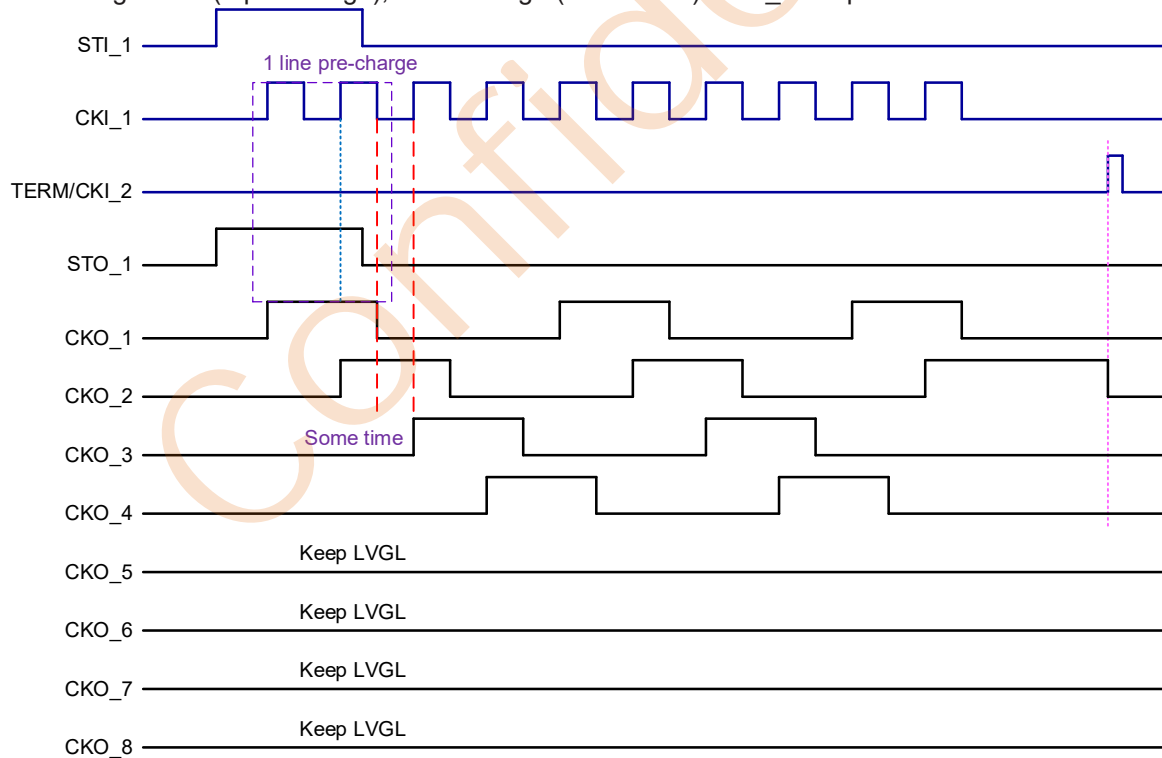 STI_1
1 line pre-charge
CKI_1
TERM/CKI_2
STO_1
CKO_1
CKO_2
Some time
CKO_3
CKO_4
Keep LVGL
CKO_5
Keep LVGL
CKO_6
Keep LVGL
CKO_7
Keep LVGL
CKO_8